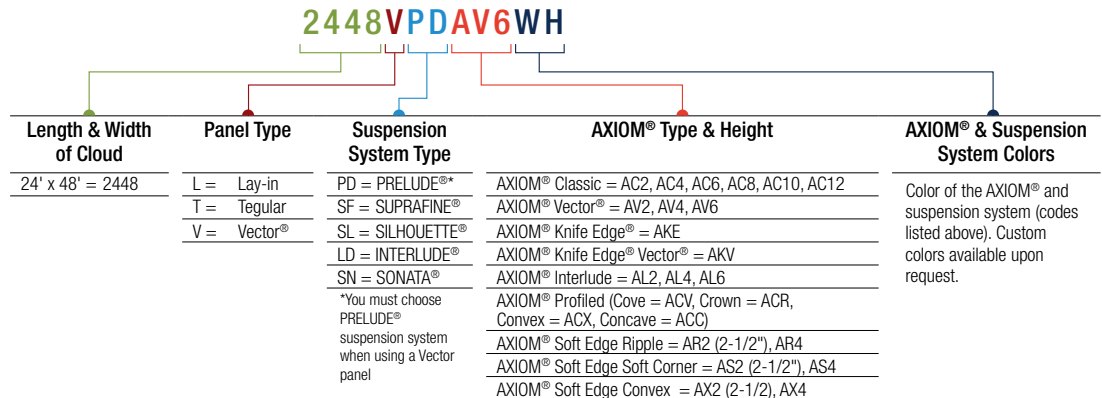 2448VPDAV6WH
Length & Width
of Cloud
24' x 48' = 2448
Panel Type
L = Lay-in
T = Tegular
V = Vector®
Suspension
System Type
PD = PRELUDE®*
SF = SUPRAFINE®
SL = SILHOUETTE®
LD = INTERLUDE®
SN = SONATA®
*You must choose
PRELUDE®
suspension system
when using a Vector
panel
AXIOM® Type & Height
AXIOM® Classic = AC2, AC4, AC6, AC8, AC10, AC12
AXIOM® Vector® = AV2, AV4, AV6
AXIOM® Knife Edge® = AKE
AXIOM® Knife Edge® Vector® = AKV
AXIOM® Interlude = AL2, AL4, AL6
AXIOM® Profiled (Cove = ACV, Crown = ACR,
Convex = ACX, Concave = ACC)
AXIOM® Soft Edge Ripple = AR2 (2-1/2"), AR4
AXIOM® Soft Edge Soft Corner = AS2 (2-1/2"), AS4
AXIOM® Soft Edge Convex = AX2 (2-1/2), AX4
AXIOM® & Suspension
System Colors
Color of the AXIOM® and
suspension system (codes
listed above). Custom
colors available upon
request.